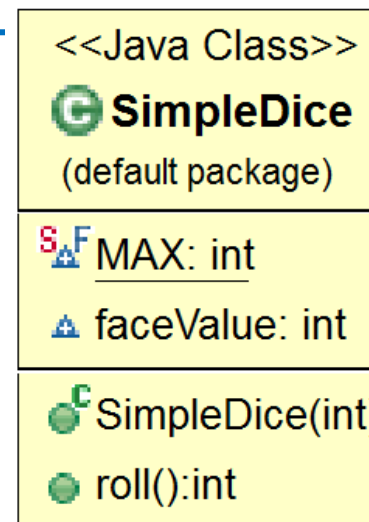 <<Java Class>>
C SimpleDice
(default package)
S F MAX: int
faceValue: int
C SimpleDice(int
roll():int